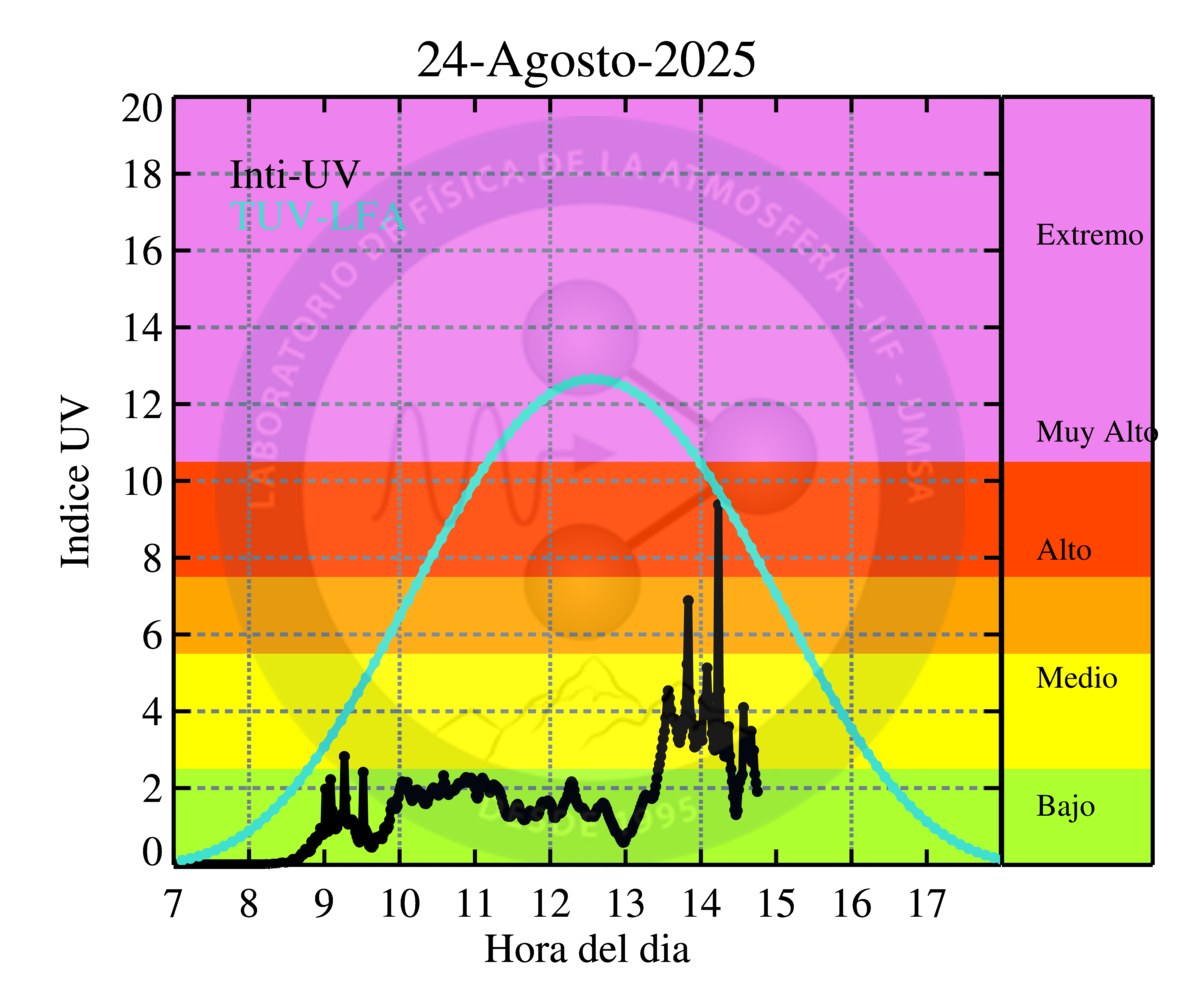 24-Agosto-2025
20
18
16
14
12
10
8
6
4
2
0
Indice UV
Inti-UV
TUV-LFA
LABORATORIO DE FÍSICA DE LA ATMÓSFERA - IIF - UMSA
DESDE 1995
Extremo
Muy Alto
Alto
Medio
Bajo
7 8 9 10 11 12 13 14 15 16 17
Hora del dia